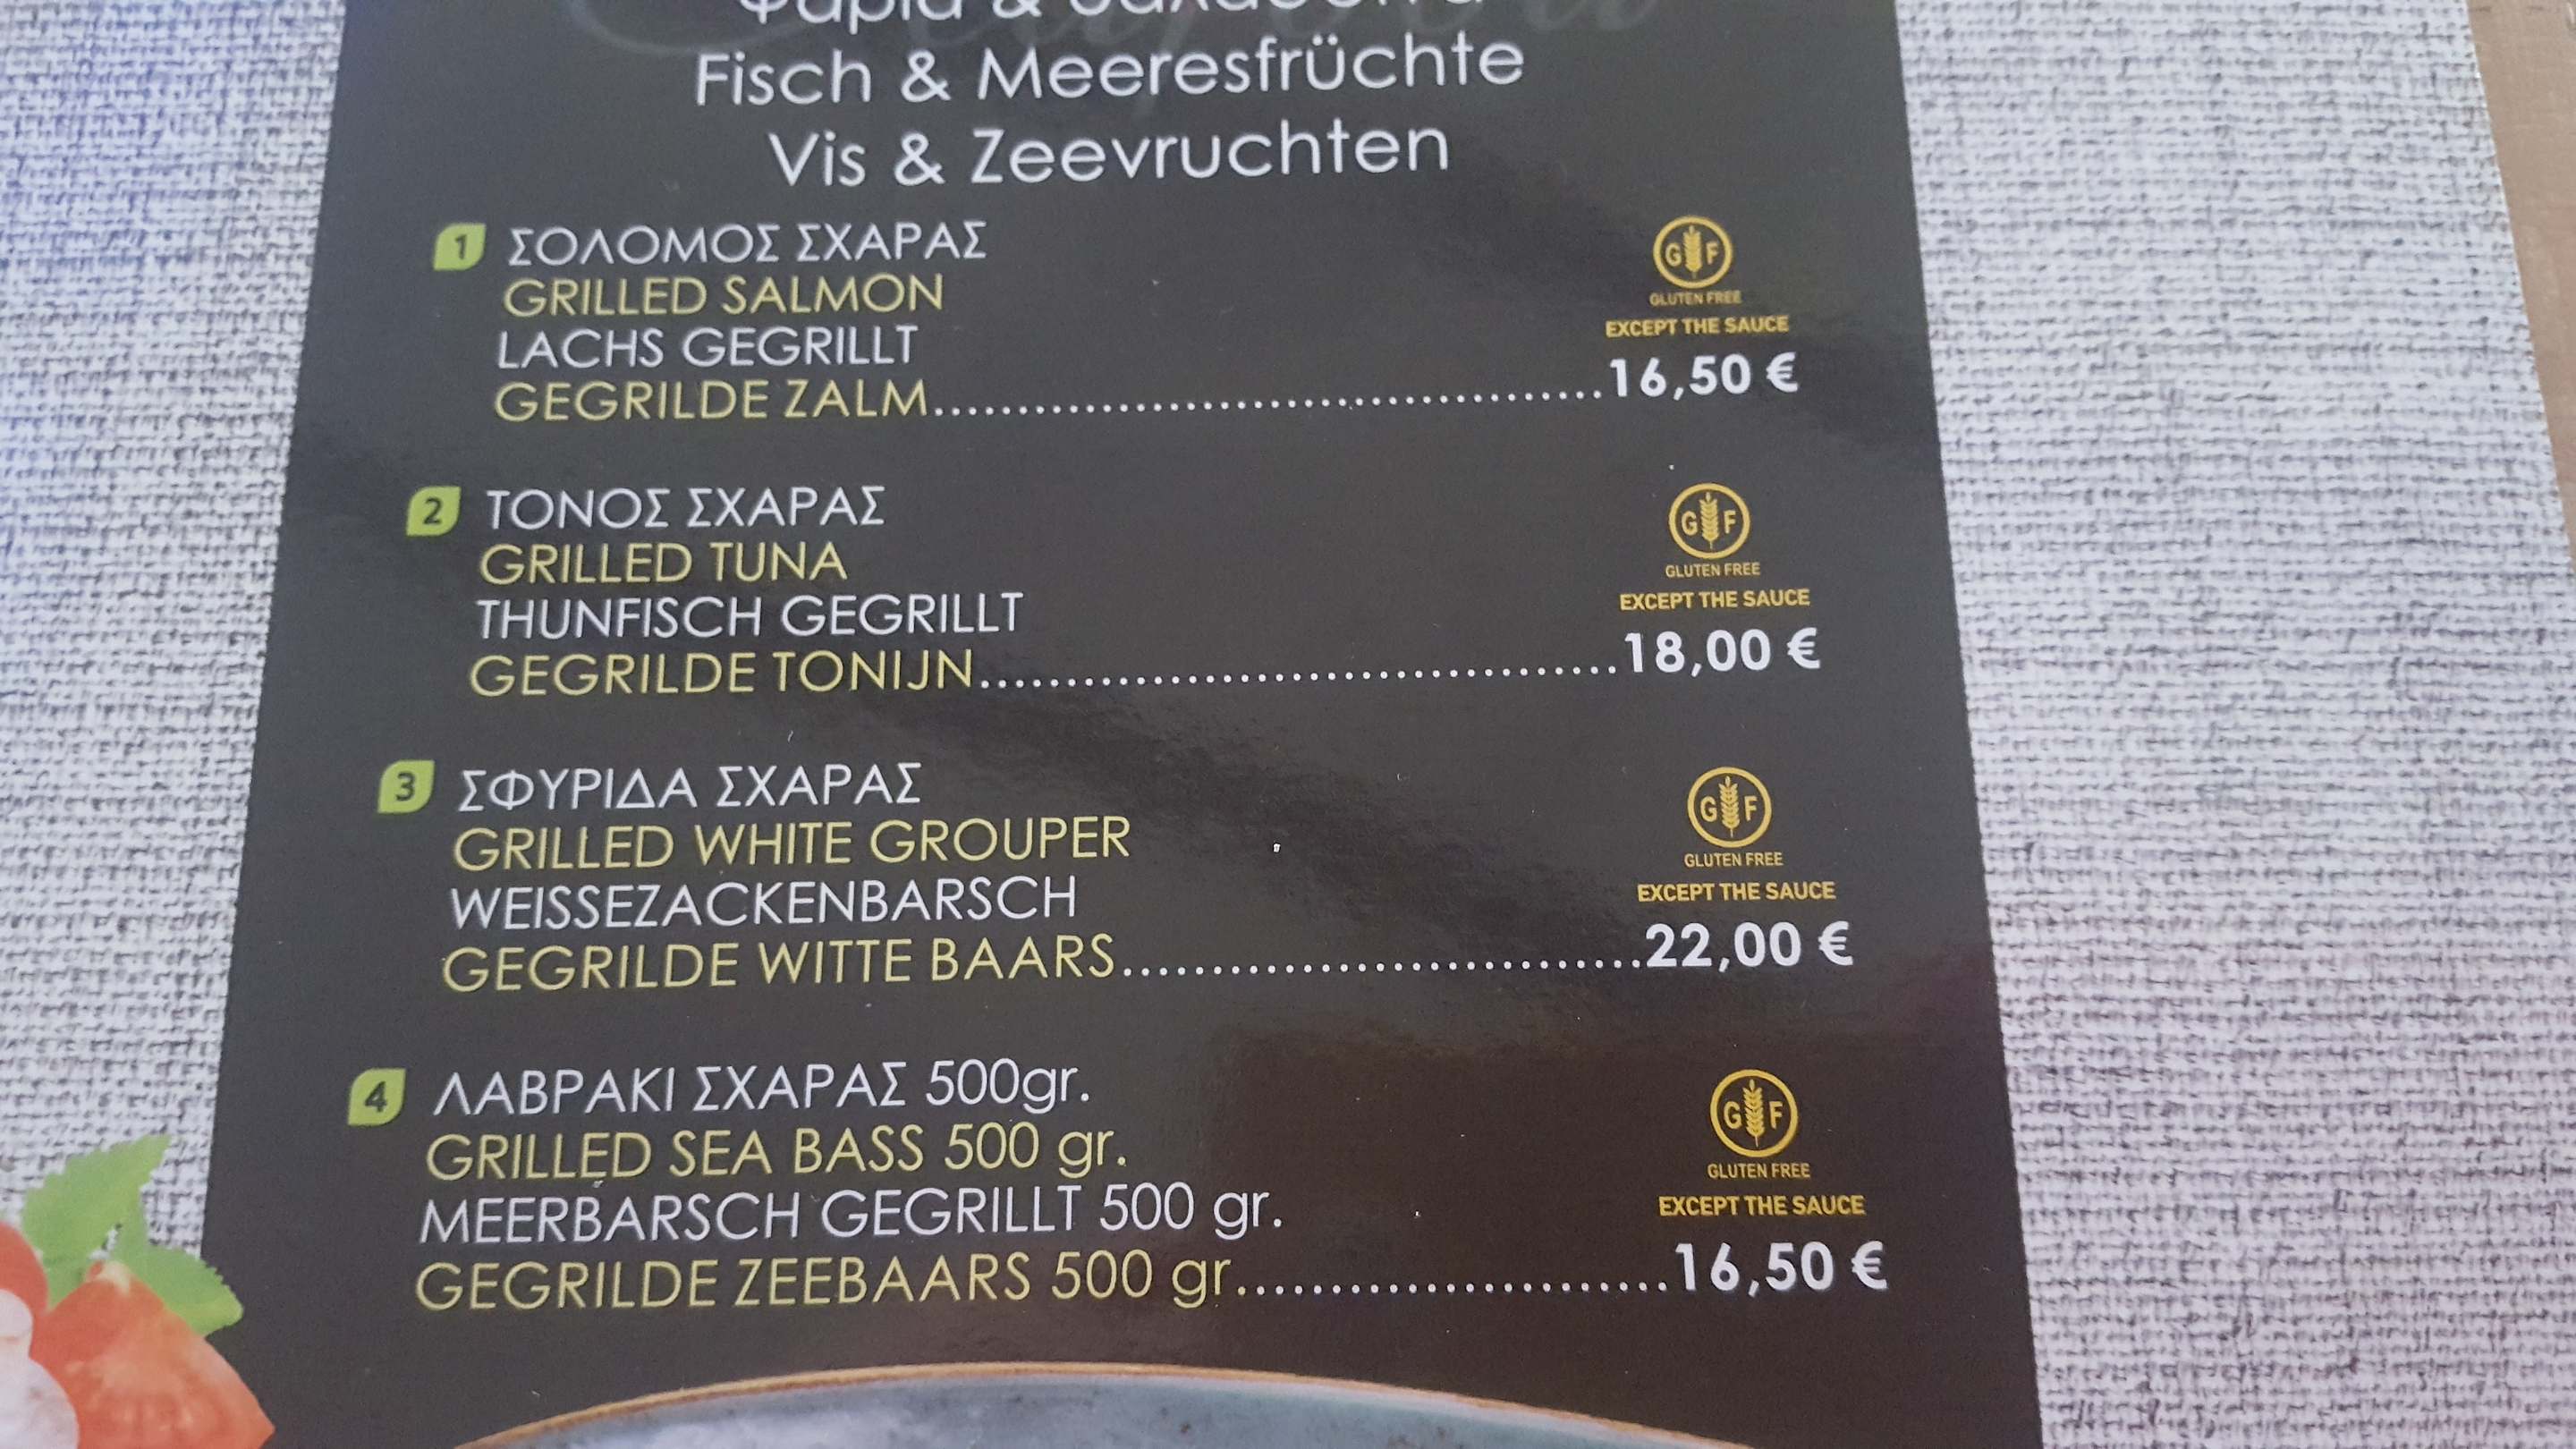 Ψάρια & Θαλασσινά
Fisch & Meeresfrüchte
Vis & Zeevruchten
1 ΣΟΛΟΜΟΣ ΣΧΑΡΑΣ
GRILLED SALMON
LACHS GEGRILLT
GEGRILDE ZALM
G F
GLUTEN FREE
EXCEPT THE SAUCE
16,50 €
2 ΤΟΝΟΣ ΣΧΑΡΑΣ
GRILLED TUNA
THUNFISCH GEGRILLT
GEGRILDE TONIJN
G F
GLUTEN FREE
EXCEPT THE SAUCE
18,00 €
3 ΣΦΥΡΙΔΑ ΣΧΑΡΑΣ
GRILLED WHITE GROUPER
WEISSEZACKENBARSCH
GEGRILDE WITTE BAARS
G F
GLUTEN FREE
EXCEPT THE SAUCE
22,00 €
4 ΛΑΒΡΑΚΙ ΣΧΑΡΑΣ 500gr.
GRILLED SEA BASS 500 gr.
MEERBARSCH GEGRILLT 500 gr.
GEGRILDE ZEEBAARS 500 gr.
G F
GLUTEN FREE
EXCEPT THE SAUCE
16,50 €